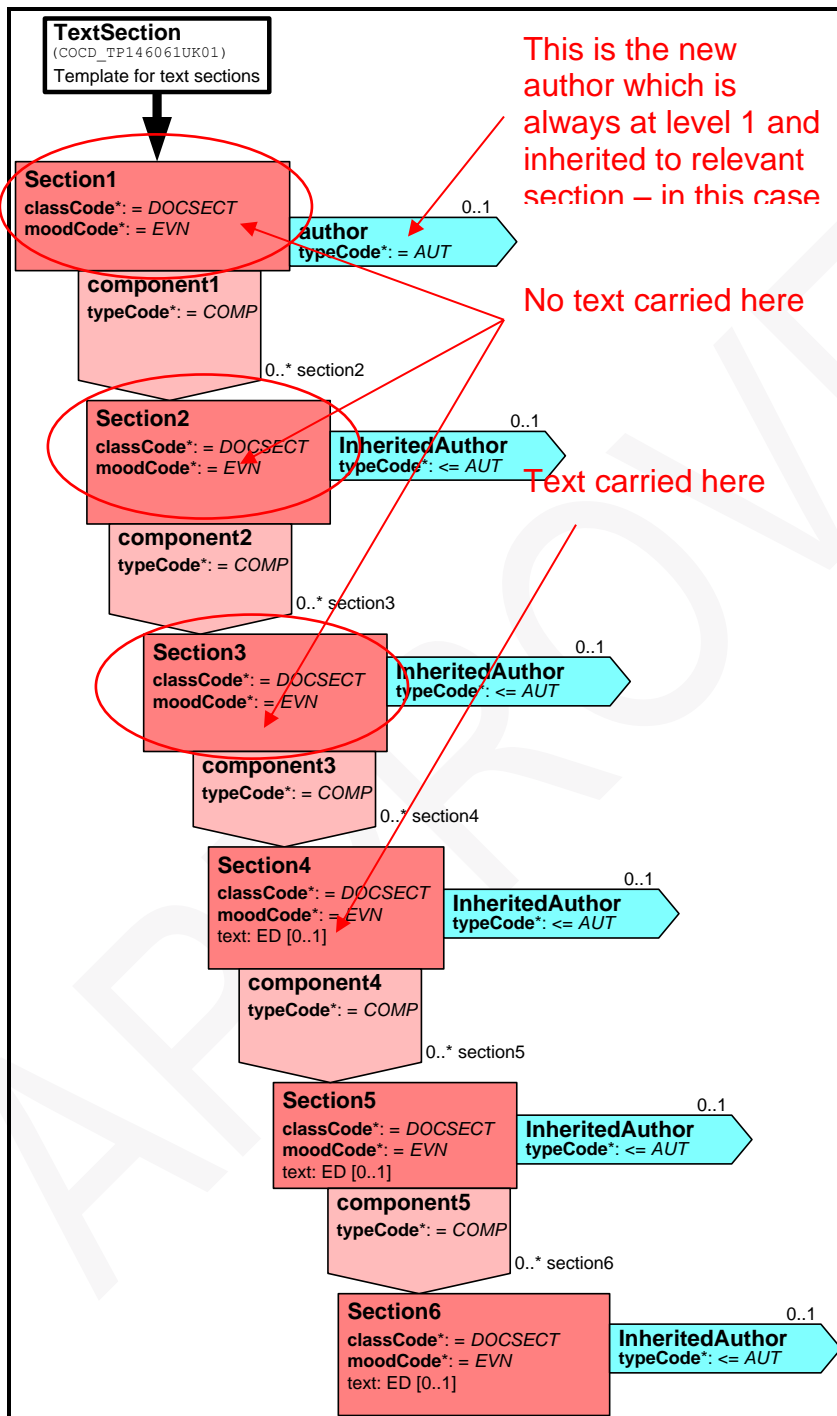 TextSection
(COCD_TP146061UK01)
Template for text sections
This is the new
author which is
always at level 1 and
inherited to relevant
section – in this case
Section1
classCode*: = DOCSECT
moodCode*: = EVN
0..1
author
typeCode*: = AUT
component1
typeCode*: = COMP
No text carried here
0..* section2
Section2
classCode*: = DOCSECT
moodCode*: = EVN
0..1
InheritedAuthor
typeCode*: <= AUT
Text carried here
component2
typeCode*: = COMP
0..* section3
Section3
classCode*: = DOCSECT
moodCode*: = EVN
0..1
InheritedAuthor
typeCode*: <= AUT
component3
typeCode*: = COMP
0..* section4
Section4
classCode*: = DOCSECT
moodCode*: = EVN
text: ED [0..1]
0..1
InheritedAuthor
typeCode*: <= AUT
component4
typeCode*: = COMP
0..* section5
Section5
classCode*: = DOCSECT
moodCode*: = EVN
text: ED [0..1]
0..1
InheritedAuthor
typeCode*: <= AUT
component5
typeCode*: = COMP
0..* section6
Section6
classCode*: = DOCSECT
moodCode*: = EVN
text: ED [0..1]
0..1
InheritedAuthor
typeCode*: <= AUT